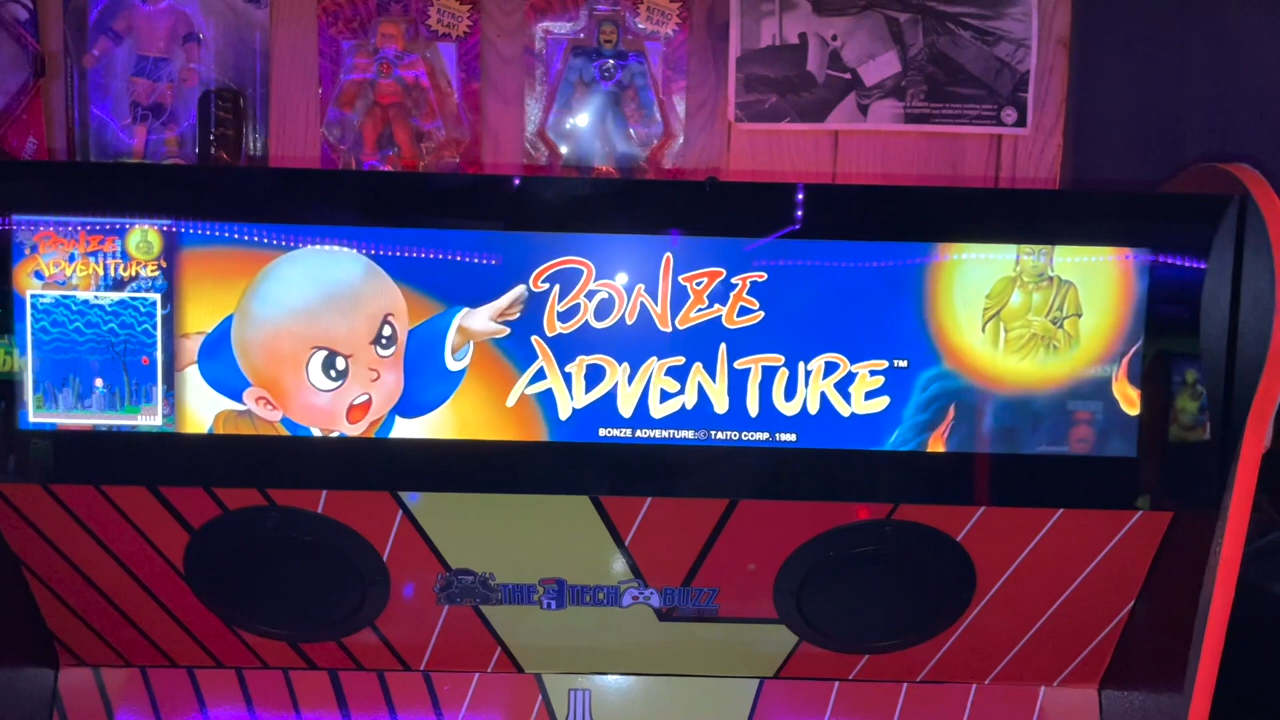 RETRO
PLAY!
RETRO
PLAY!
BONZE
ADVENTURE
BONZE
ADVENTURE™
BONZE ADVENTURE:© TAITO CORP. 1988
THE TECH BUZZ